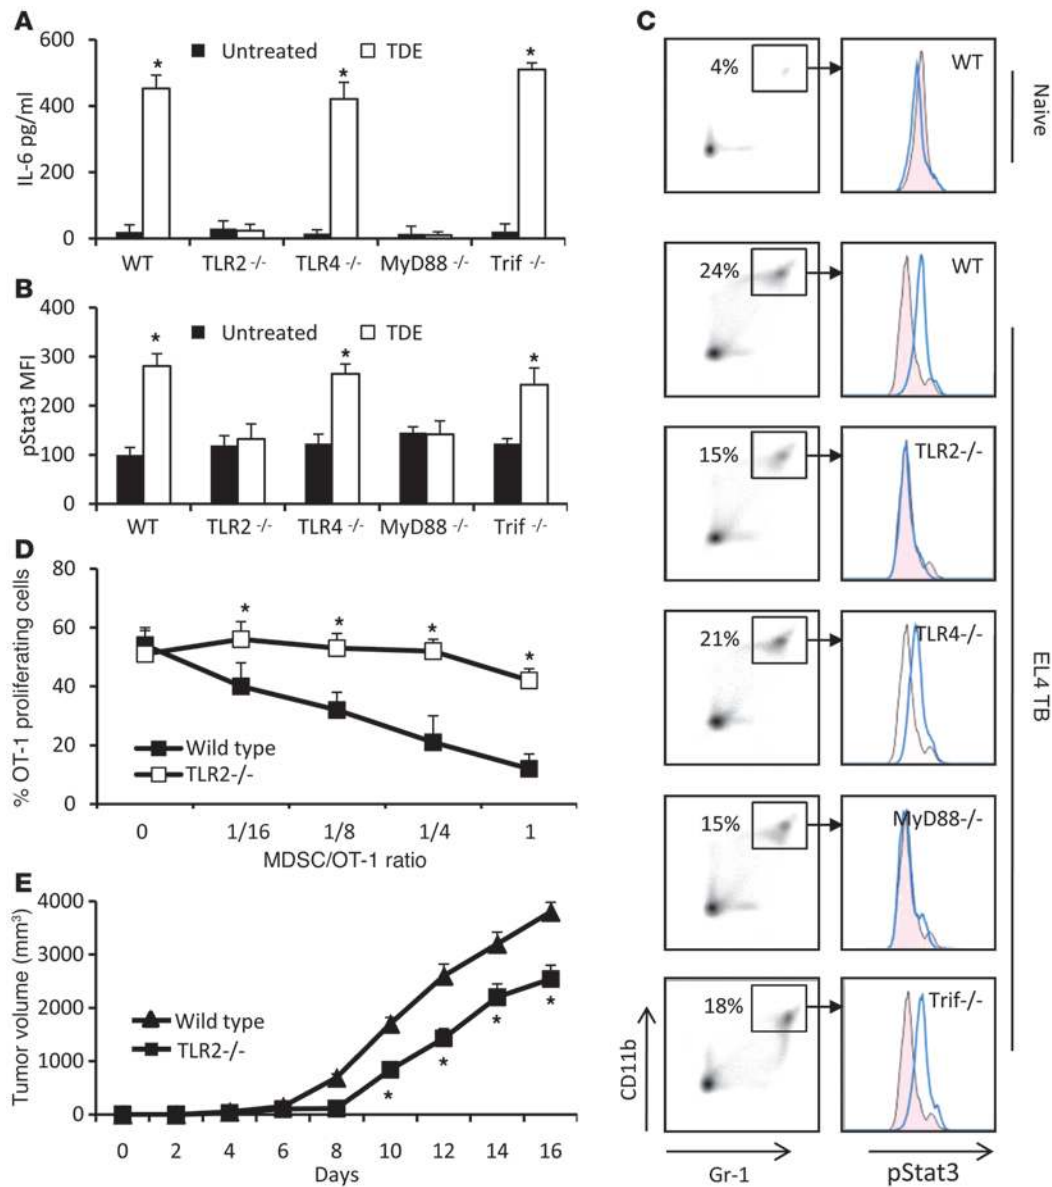 A
600
400
200
0
IL-6 pg/ml
Untreated TDE
* * *
WT TLR2 -/- TLR4 -/- MyD88 -/- Trif -/-
B
400
300
200
100
0
pStat3 MFI
Untreated TDE
* * *
WT TLR2 -/- TLR4 -/- MyD88 -/- Trif -/-
D
80
60
40
20
0
% OT-1 proliferating cells
* * * *
Wild type
TLR2-/-
0 1/16 1/8 1/4 1
MDSC/OT-1 ratio
E
4000
3000
2000
1000
0
Tumor volume (mm³)
Wild type
TLR2-/-
* * * *
0 2 4 6 8 10 12 14 16
Days
C
4% WT
Naive
24% WT
15% TLR2-/-
21% TLR4-/-
15% MyD88-/-
18% Trif-/-
EL4 TB
CD11b
Gr-1
pStat3